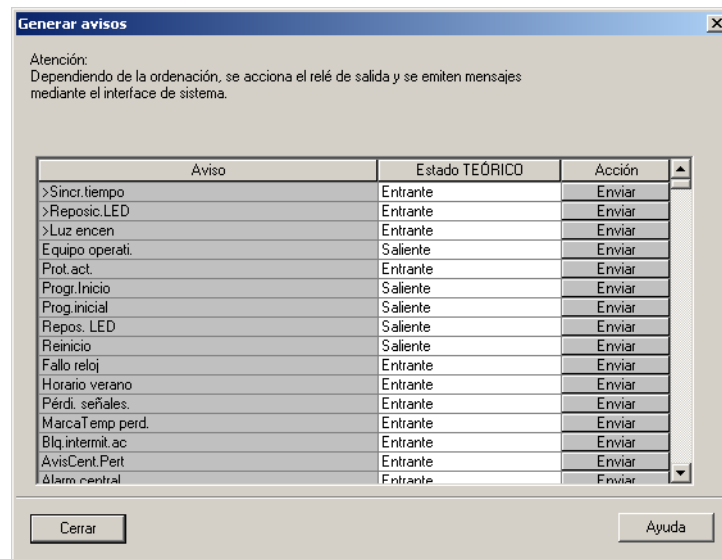 Generar avisos
Atención:
Dependiendo de la ordenación, se acciona el relé de salida y se emiten mensajes
mediante el interface de sistema.
Aviso Estado TEÓRICO Acción
>Sincr.tiempo Entrante Enviar
>Reposic.LED Entrante Enviar
>Luz encen Entrante Enviar
Equipo operati. Saliente Enviar
Prot.act. Entrante Enviar
Progr.Inicio Saliente Enviar
Prog.inicial Saliente Enviar
Repos. LED Saliente Enviar
Reinicio Saliente Enviar
Fallo reloj Entrante Enviar
Horario verano Entrante Enviar
Pérdi. señales. Entrante Enviar
MarcaTemp perd. Entrante Enviar
Blq.intermit.ac Entrante Enviar
AvisCent.Pert Entrante Enviar
Alarm central Entrante Enviar
Cerrar Ayuda